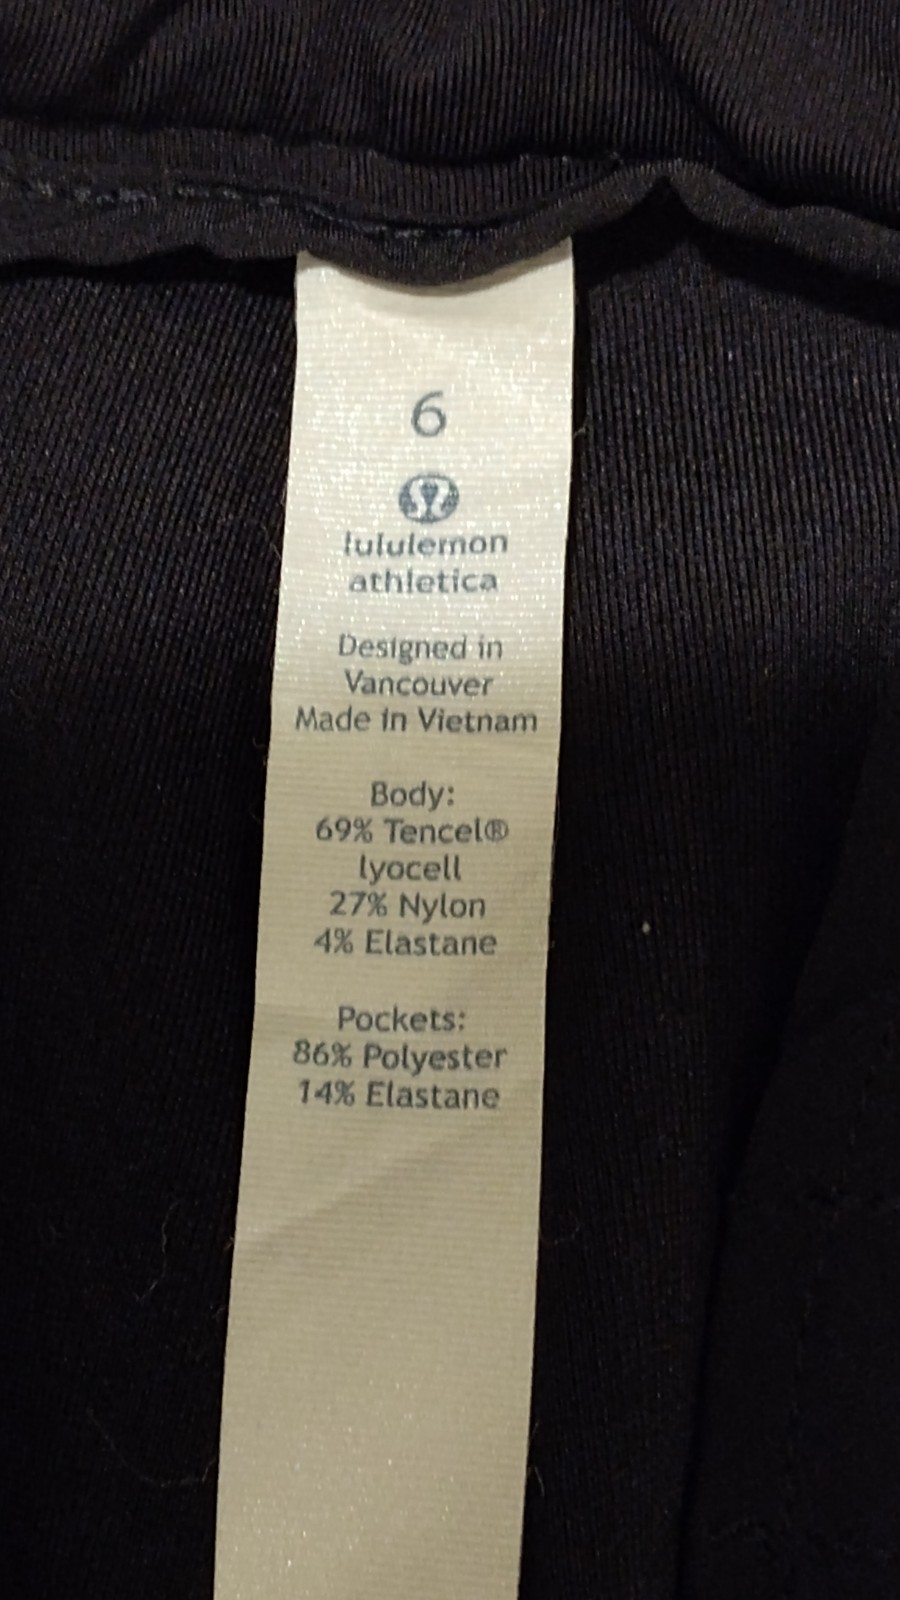 6
lululemon
athletica
Designed in
Vancouver
Made in Vietnam
Body:
69% Tencel®
lyocell
27% Nylon
4% Elastane
Pockets:
86% Polyester
14% Elastane